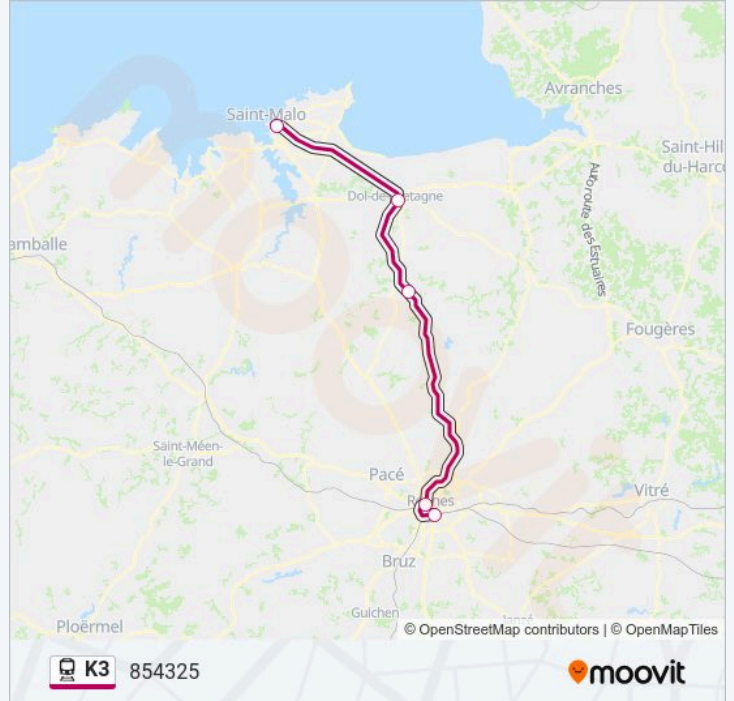 Avranches
Saint-Malo
Saint-Hil
du-Harco
Autoroute des Estuaires
Dol-de-Bretagne
amballe
Fougères
Saint-Méen-
le-Grand
Pacé
Vitré
Rennes
Bruz
Guichen
Ploërmel
© OpenStreetMap contributors | © OpenMapTiles
K3 854325
moovit